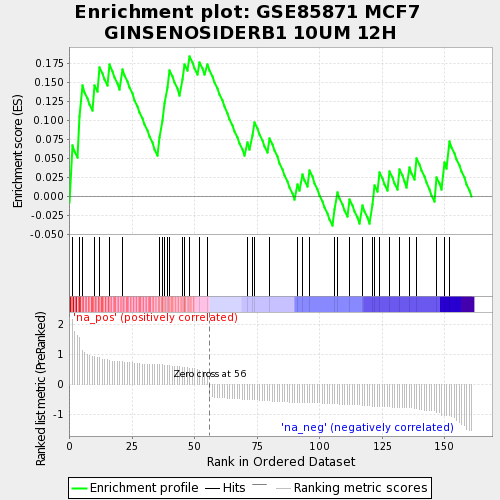 Enrichment plot: GSE85871 MCF7
GINSENOSIDERB1 10UM 12H
Enrichment score (ES)
0.175
0.150
0.125
0.100
0.075
0.050
0.025
0.000
-0.025
-0.050
'na_pos' (positively correlated)
Ranked list metric (PreRanked)
2
1
0
-1
Zero cross at 56
'na_neg' (negatively correlated)
0 25 50 75 100 125 150
Rank in Ordered Dataset
Enrichment profile Hits Ranking metric scores